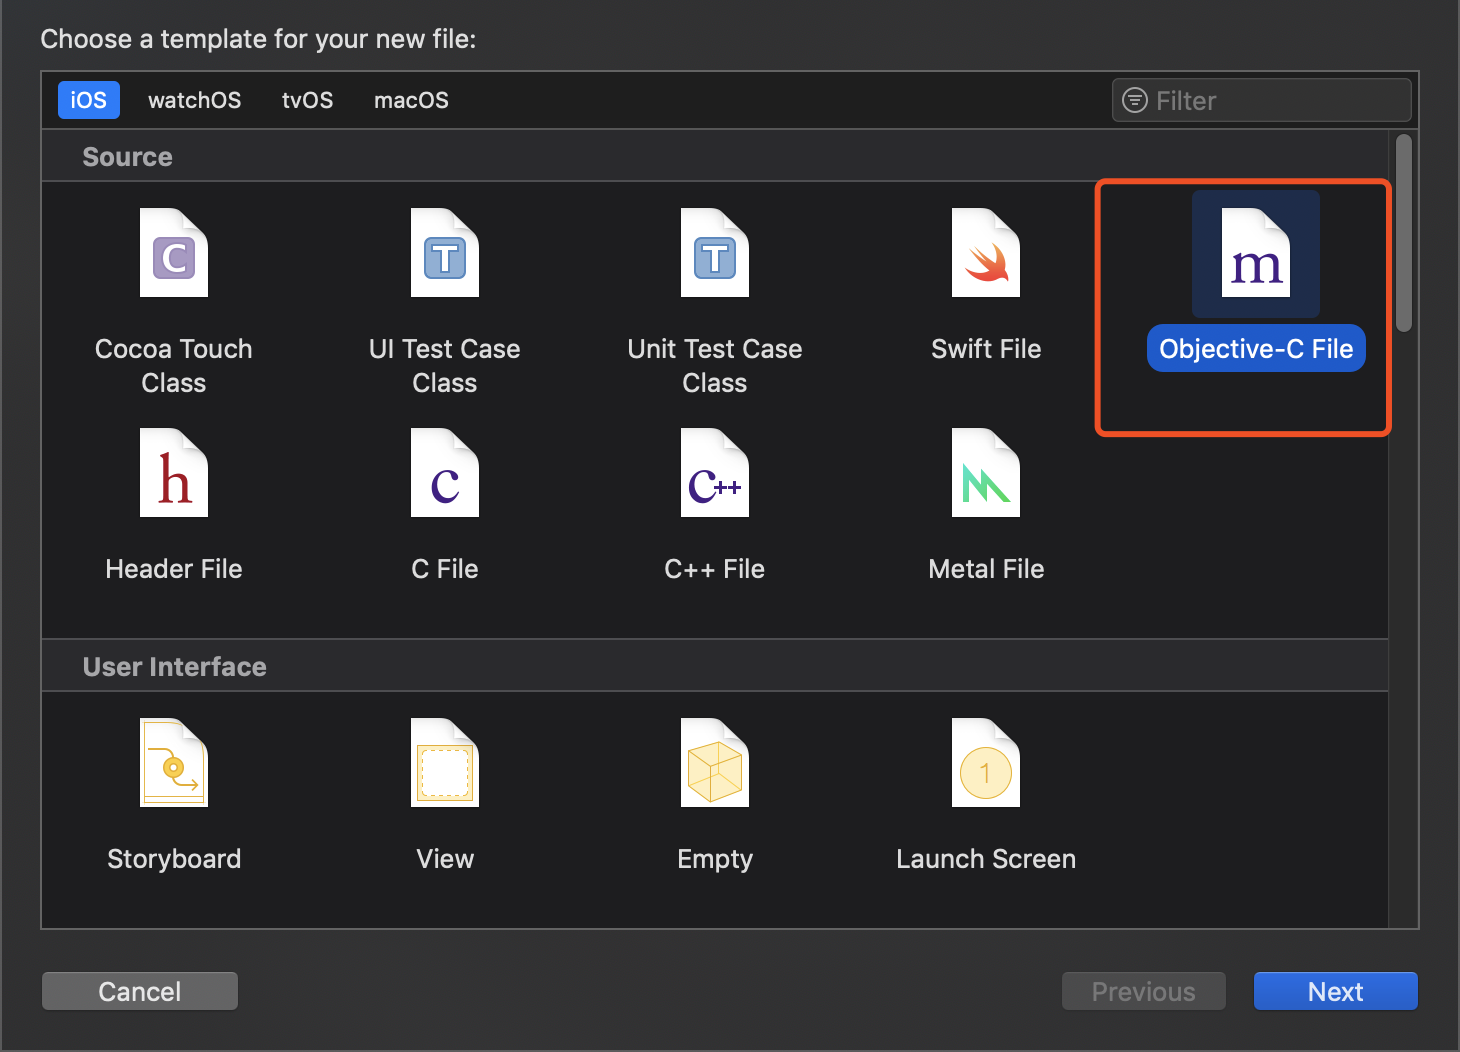 Choose a template for your new file:
iOS watchOS tvOS macOS Filter
Source
C T T m
Cocoa Touch Class
UI Test Case Class
Unit Test Case Class
Swift File
Objective-C File
h c C++
Header File
C File
C++ File
Metal File
User Interface
1
Storyboard
View
Empty
Launch Screen
Cancel
Previous
Next